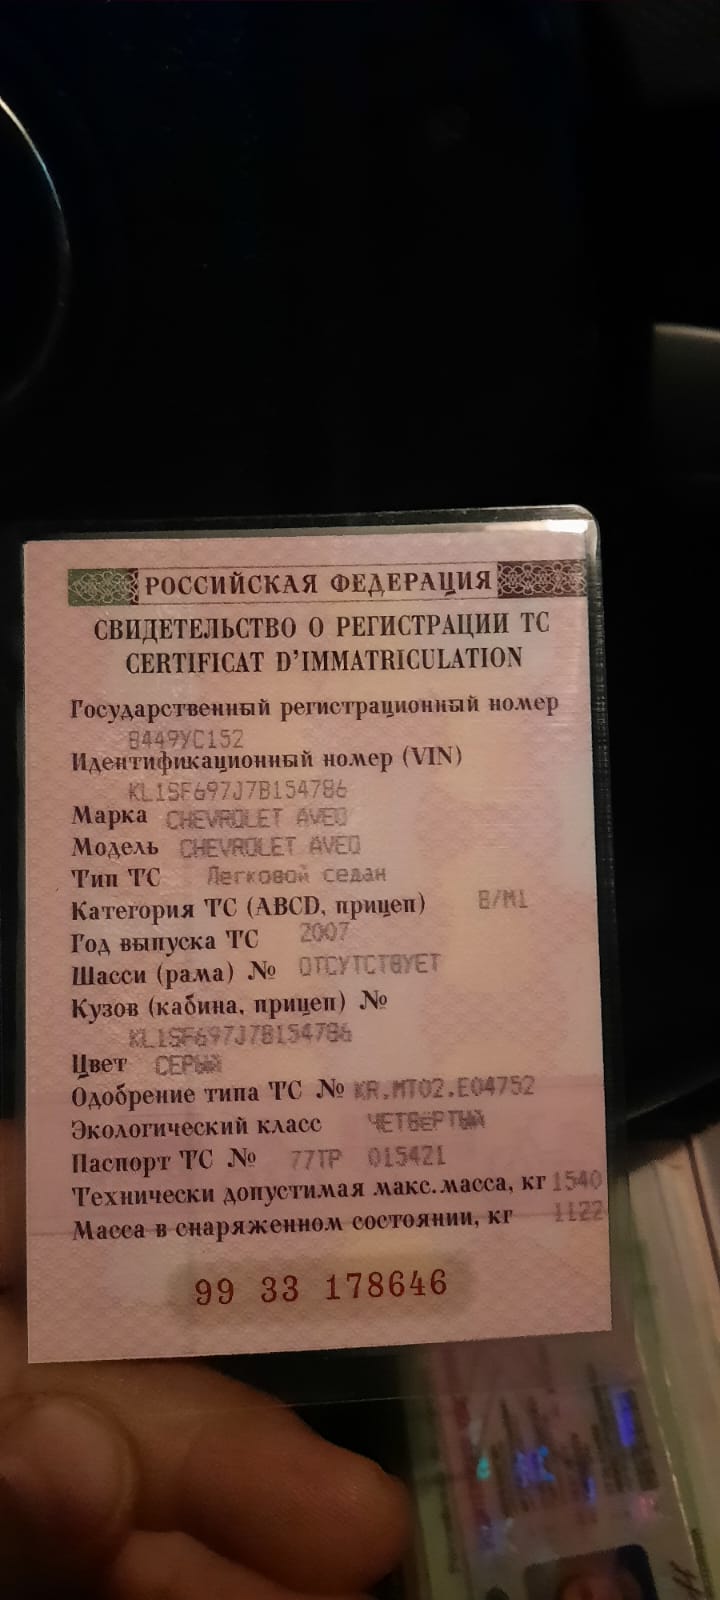 РОССИЙСКАЯ ФЕДЕРАЦИЯ
СВИДЕТЕЛЬСТВО О РЕГИСТРАЦИИ ТС
CERTIFICAT D'IMMATRICULATION
Государственный регистрационный номер
В449УС152
Идентификационный номер (VIN)
KL1SF697J7B154786
Марка CHEVROLET AVEO
Модель CHEVROLET AVEO
Тип ТС Легковой седан
Категория ТС (ABCD, прицеп) B/M1
Год выпуска ТС 2007
Шасси (рама) № ОТСУТСТВУЕТ
Кузов (кабина, прицеп) №
KL1SF697J7B154786
Цвет СЕРЫЙ
Одобрение типа ТС № KR.MT02.E04752
Экологический класс ЧЕТВЕРТЫЙ
Паспорт ТС № 77ТР 015421
Технически допустимая макс.масса, кг 1540
Масса в снаряженном состоянии, кг 1122
99 33 178646